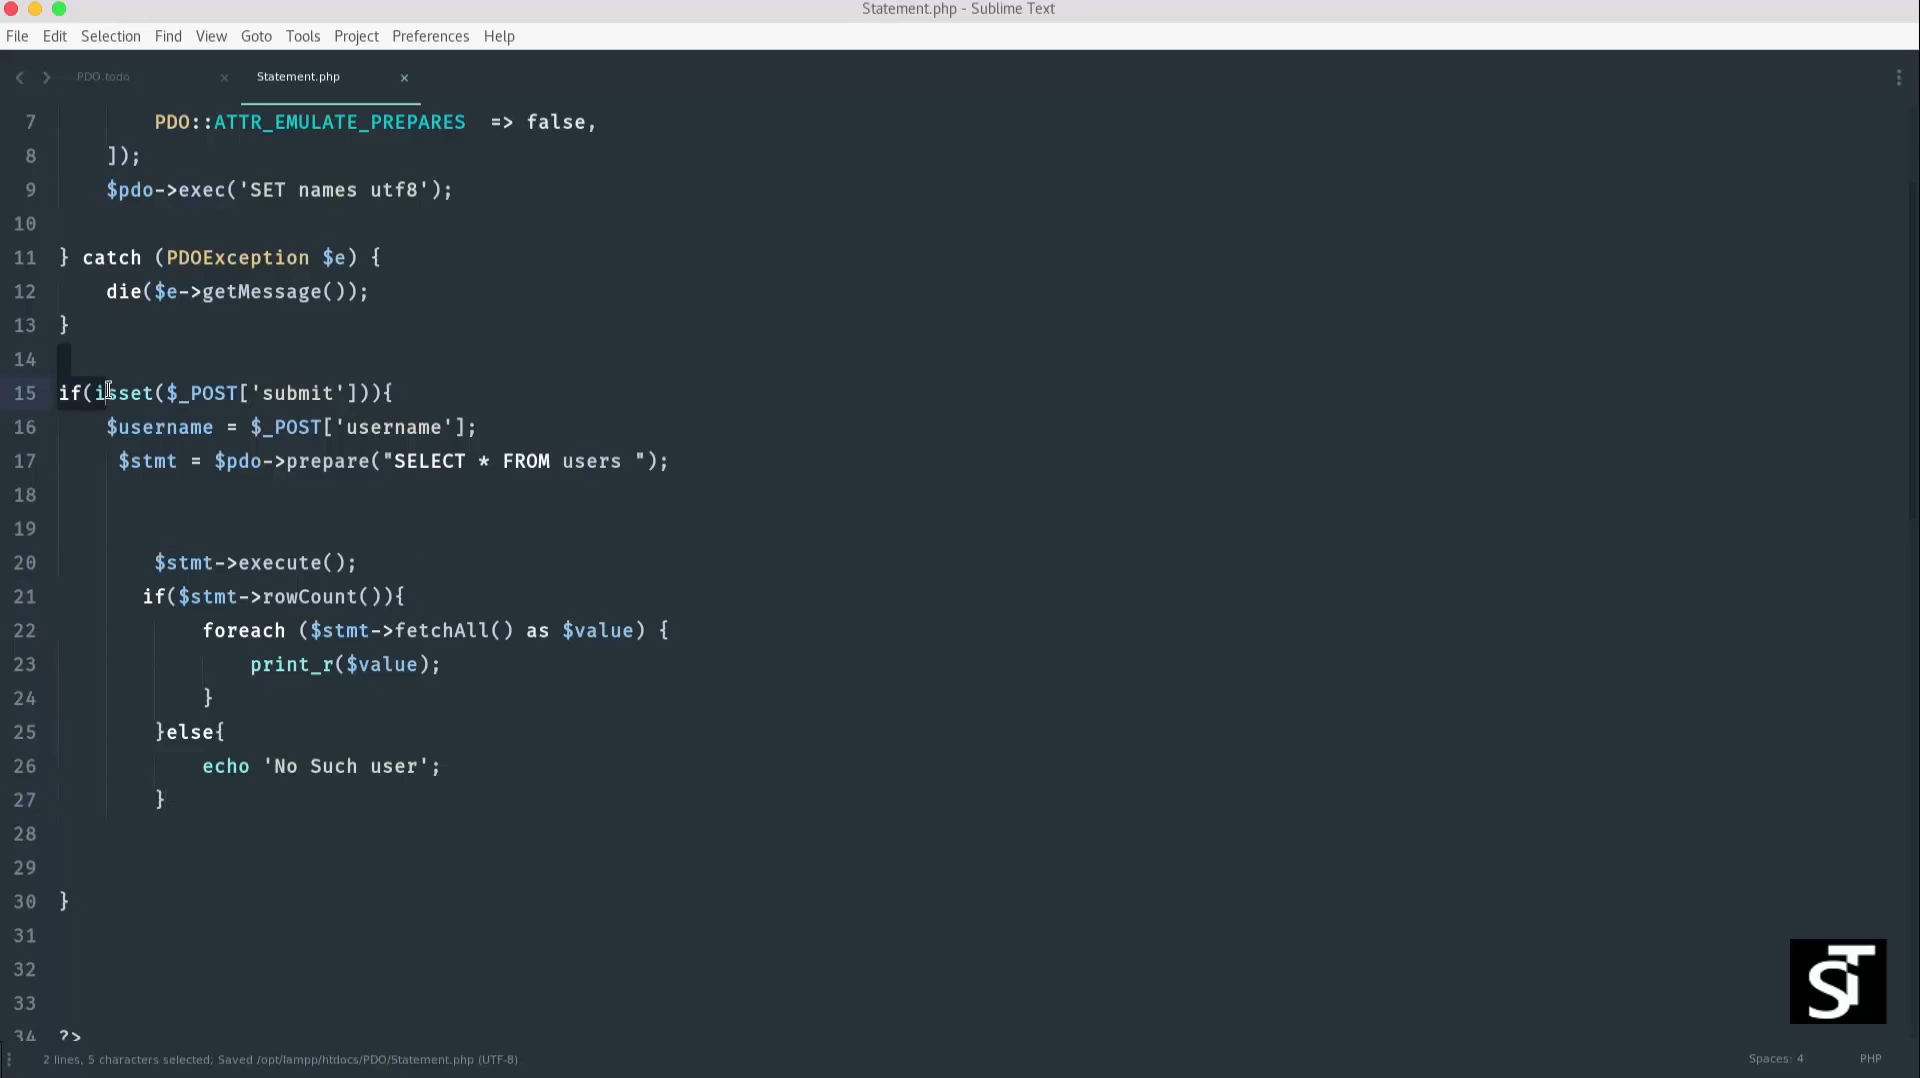 Statement.php - Sublime Text
File Edit Selection Find View Goto Tools Project Preferences Help
PDO.todo × Statement.php ×
7 PDO::ATTR_EMULATE_PREPARES => false,
8 ]);
9 $pdo->exec('SET names utf8');
10
11 } catch (PDOException $e) {
12 die($e->getMessage());
13 }
14
15 if(isset($_POST['submit'])){
16 $username = $_POST['username'];
17 $stmt = $pdo->prepare("SELECT * FROM users ");
18
19
20 $stmt->execute();
21 if($stmt->rowCount()){
22 foreach ($stmt->fetchAll() as $value) {
23 print_r($value);
24 }
25 }else{
26 echo 'No Such user';
27 }
28
29
30 }
31
32
33
34 ?>
ST
2 lines, 5 characters selected; Saved /opt/lampp/htdocs/PDO/Statement.php (UTF-8) Spaces: 4 PHP